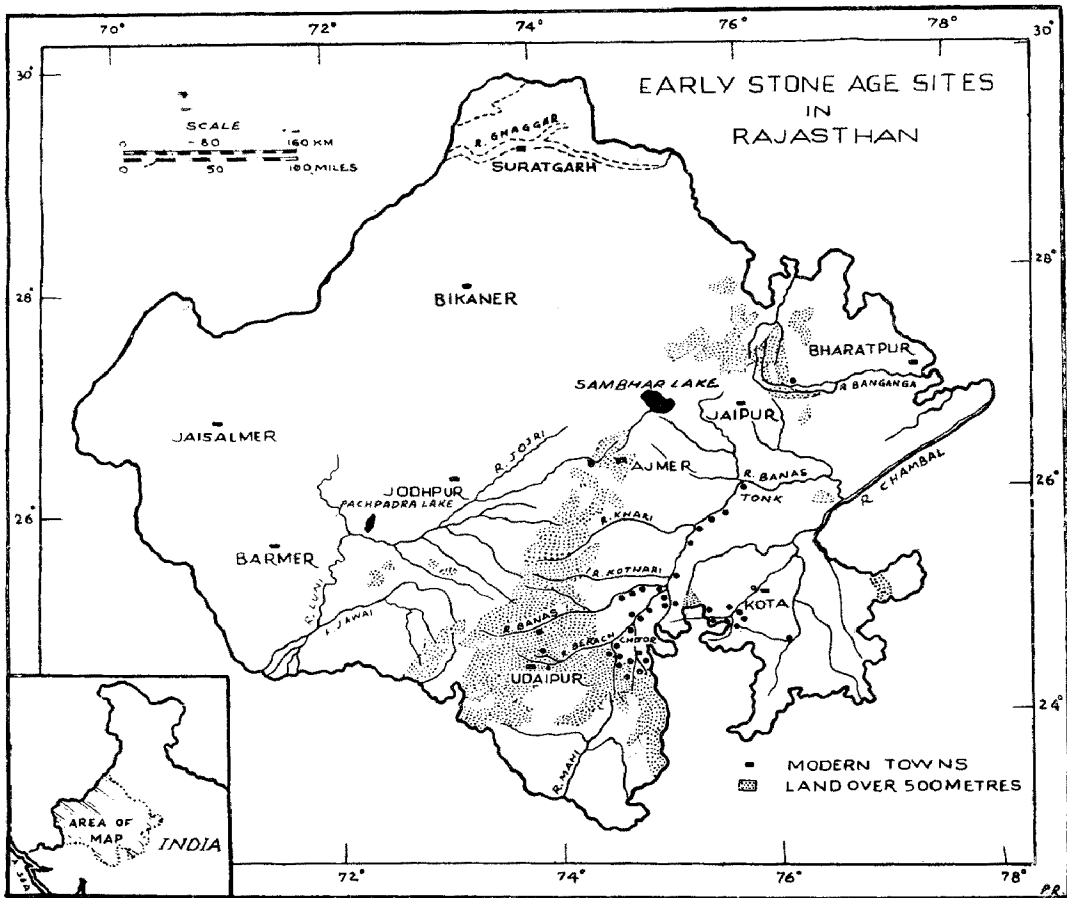 70°
72°
74°
76°
78°
30°
30°
EARLY STONE AGE SITES
IN
RAJASTHAN
SCALE
0 80 160 KM
0 50 100 MILES
R. GHAGGAR
SURATGARH
28°
28°
BIKANER
BHARATPUR
R. BANGANGA
SAMBHAR LAKE
JAIPUR
JAISALMER
R. JOJRI
AJMER
R. BANAS
R. CHAMBAL
JODHPUR
TONK
PACHPADRA LAKE
26°
26°
R. KHARI
BARMER
R. LUNI
R. KOTHARI
KOTA
R. JAWAI
R. BANAS
R. BERACH
CHITOR
UDAIPUR
24°
R. MAHI
MODERN TOWNS
LAND OVER 500 METRES
AREA OF
MAP
INDIA
SEA
72°
74°
76°
78°
P.R.